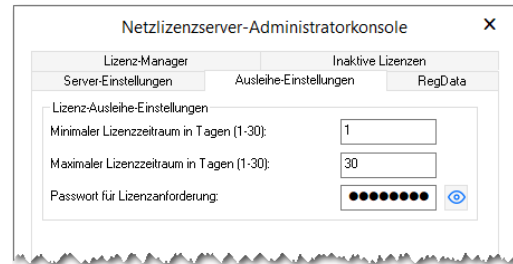 Netzlizenzserver-Administratorkonsole
Lizenz-Manager
Inaktive Lizenzen
Server-Einstellungen
Ausleihe-Einstellungen
RegData
Lizenz-Ausleihe-Einstellungen
Minimaler Lizenzzeitraum in Tagen (1-30):
1
Maximaler Lizenzzeitraum in Tagen (1-30):
30
Passwort für Lizenzanforderung:
●●●●●●●●